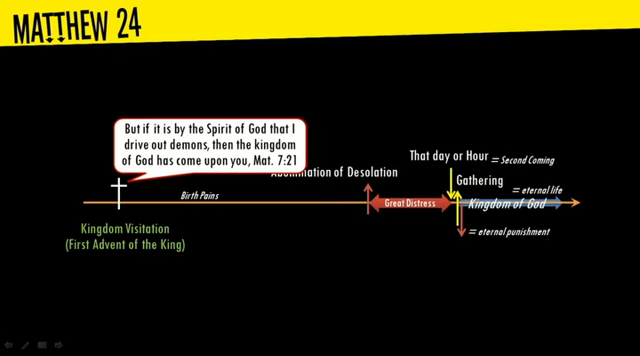 MATTHEW 24
But if it is by the Spirit of God that I
drive out demons, then the kingdom
of God has come upon you, Mat. 7:21
Abomination of Desolation
That day or Hour = Second Coming
Gathering
= eternal life
Birth Pains
Great Distress
Kingdom of God
= eternal punishment
Kingdom Visitation
(First Advent of the King)